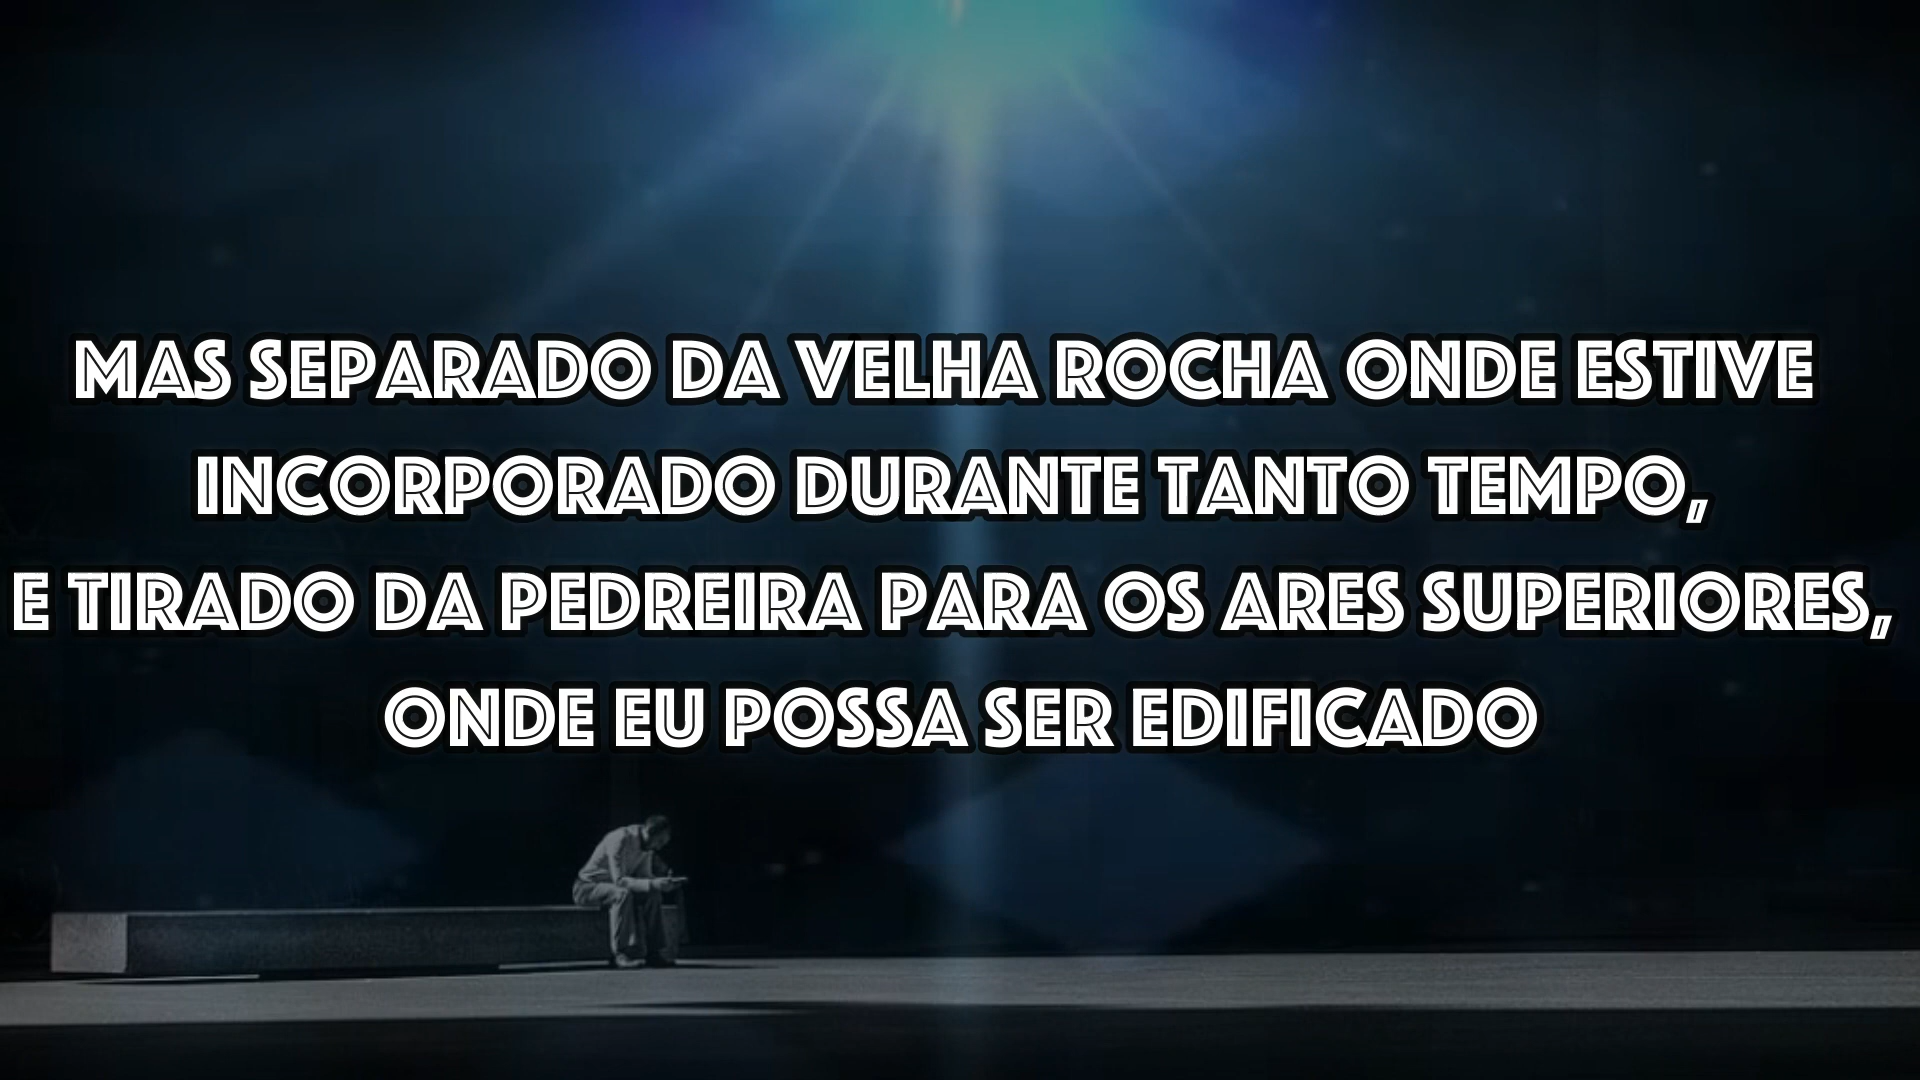 MAS SEPARADO DA VELHA ROCHA ONDE ESTIVE
INCORPORADO DURANTE TANTO TEMPO,
E TIRADO DA PEDREIRA PARA OS ARES SUPERIORES,
ONDE EU POSSA SER EDIFICADO